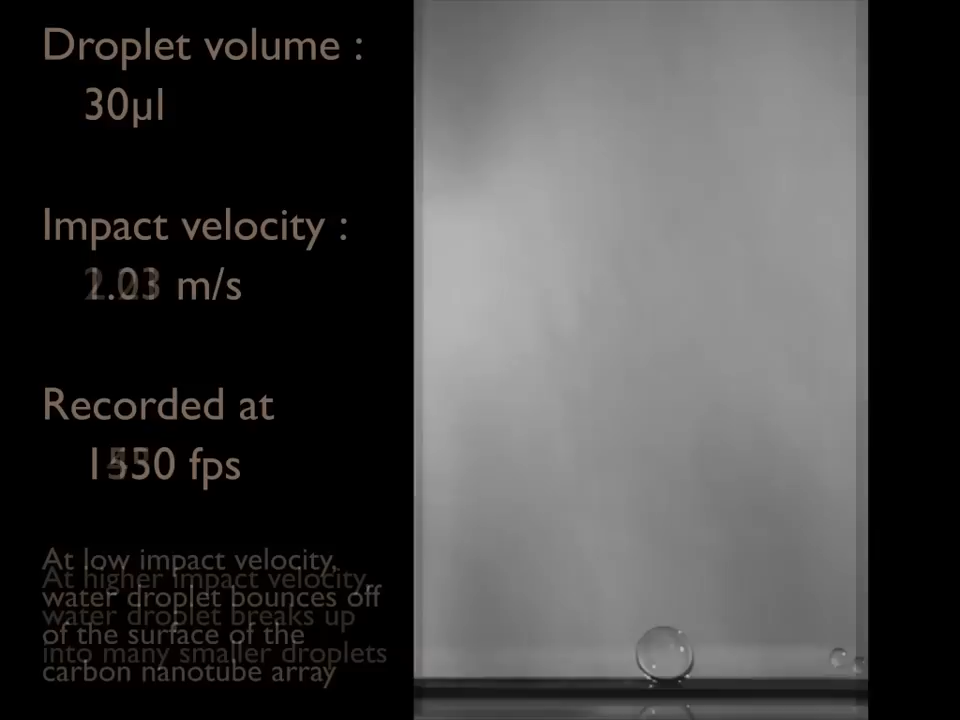 Droplet volume :
30µl
Impact velocity :
m/s
Recorded at
fps
At low impact velocity,
At higher impact velocity,
water droplet bounces off
water droplet breaks up
of the surface of the
into many smaller droplets
carbon nanotube array